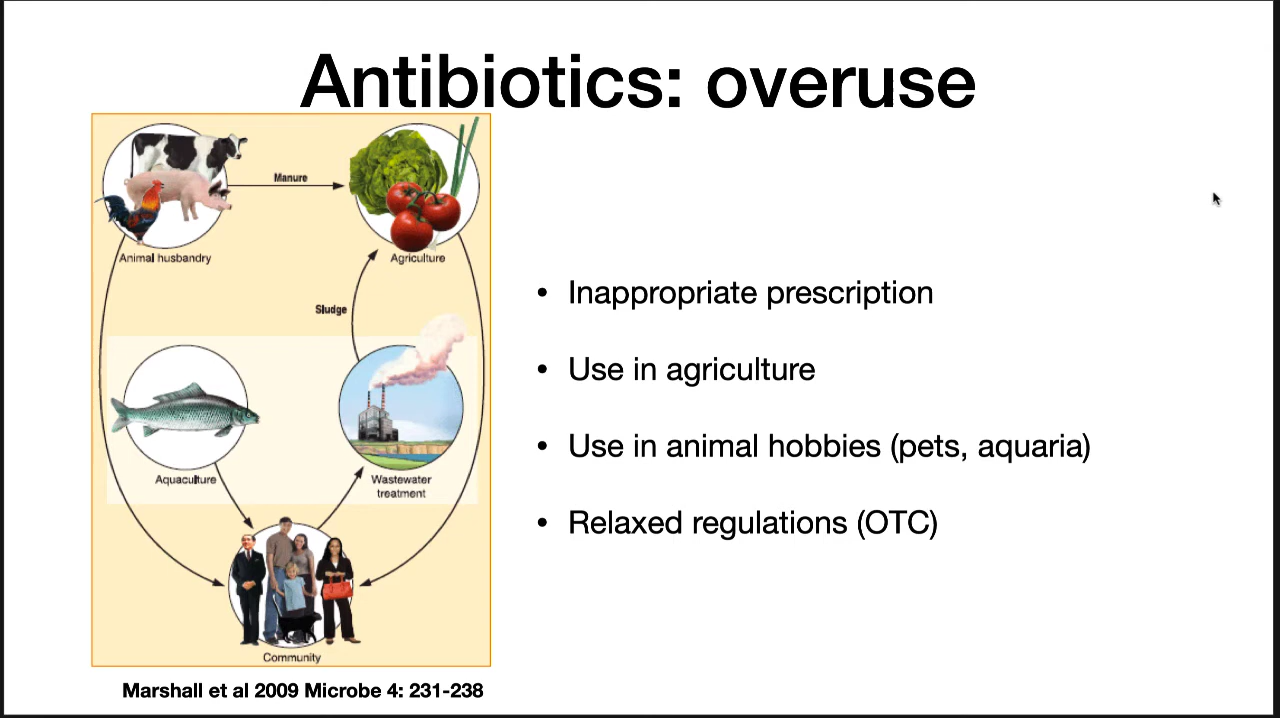 Antibiotics: overuse
Manure
Animal husbandry
Agriculture
Sludge
Aquaculture
Wastewater
treatment
Community
Marshall et al 2009 Microbe 4: 231-238
• Inappropriate prescription
• Use in agriculture
• Use in animal hobbies (pets, aquaria)
• Relaxed regulations (OTC)